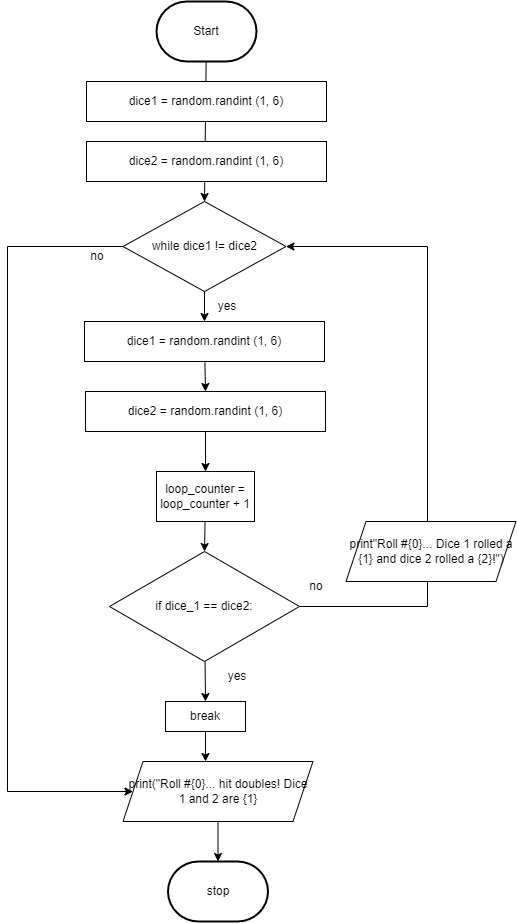 Start
dice1 = random.randint (1, 6)
dice2 = random.randint (1, 6)
while dice1 != dice2
no
yes
dice1 = random.randint (1, 6)
dice2 = random.randint (1, 6)
loop_counter =
loop_counter + 1
print"Roll #{0}... Dice 1 rolled a
{1} and dice 2 rolled a {2}!")
no
if dice_1 == dice2:
yes
break
print("Roll #{0}... hit doubles! Dice
1 and 2 are {1}
stop